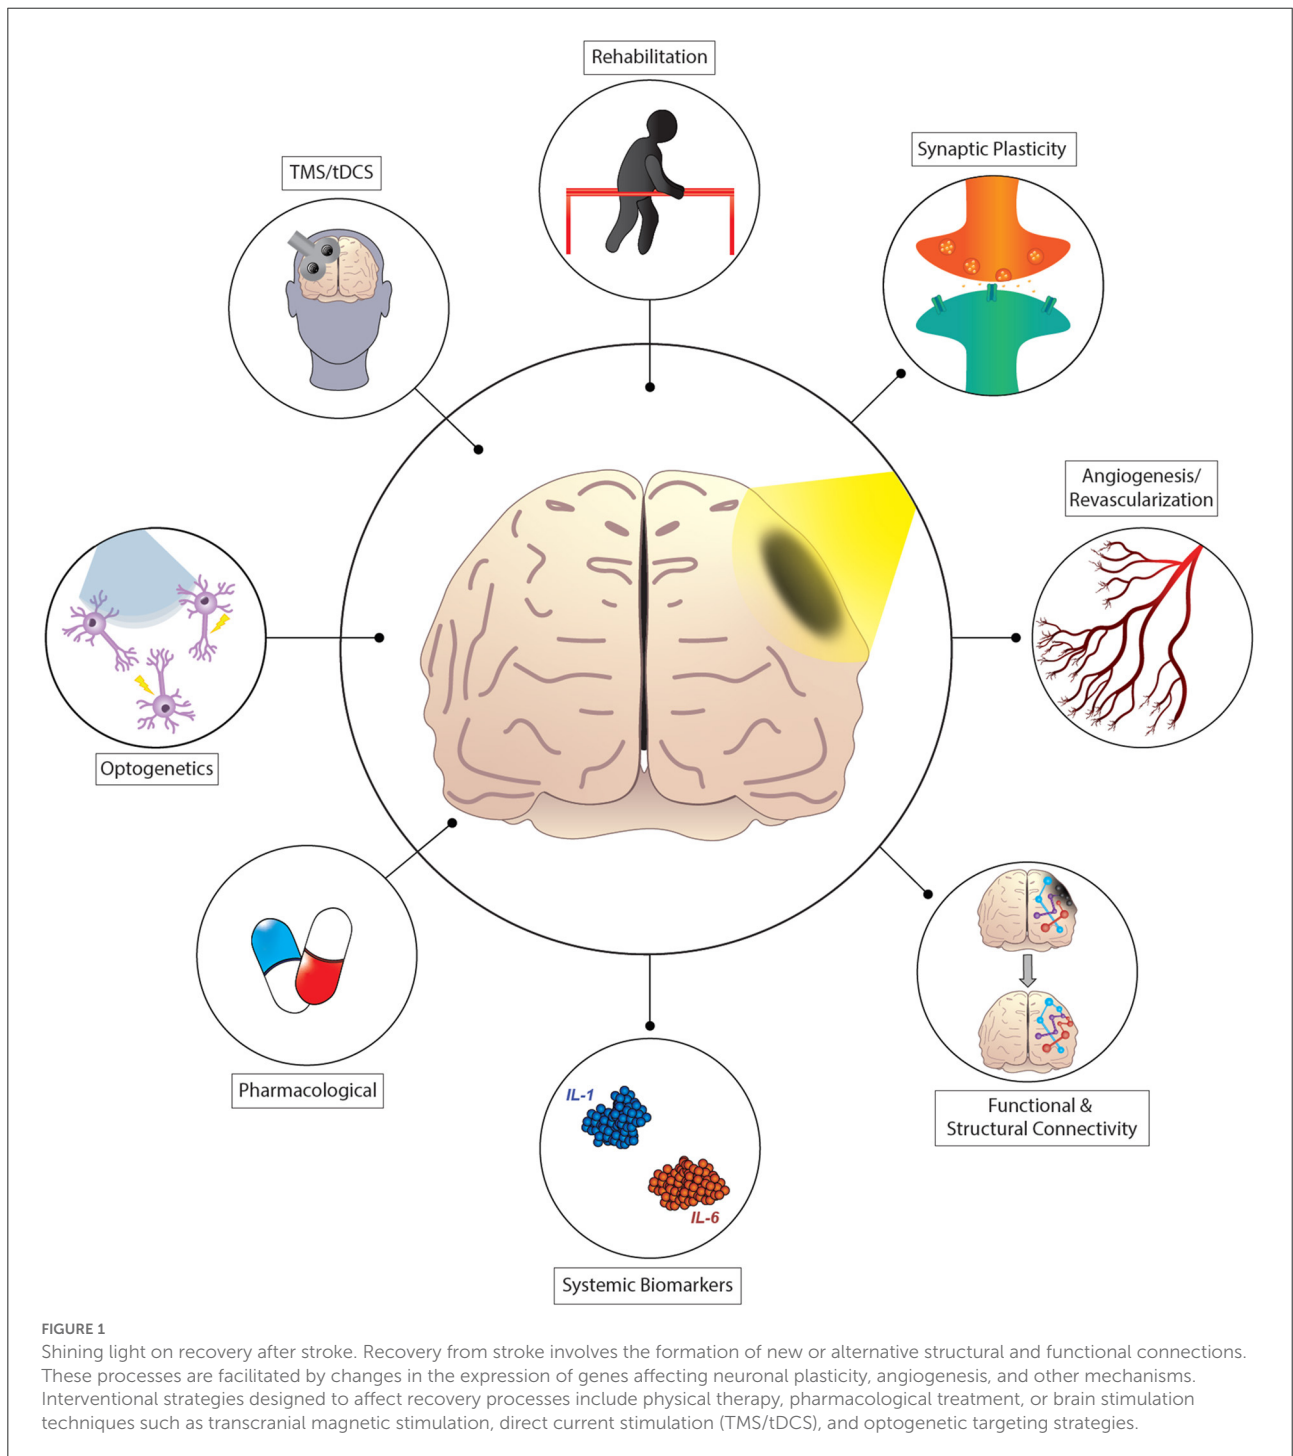 Rehabilitation
TMS/tDCS
Synaptic Plasticity
Angiogenesis/
Revascularization
Optogenetics
Pharmacological
IL-1
IL-6
Functional &
Structural Connectivity
Systemic Biomarkers
FIGURE 1
Shining light on recovery after stroke. Recovery from stroke involves the formation of new or alternative structural and functional connections.
These processes are facilitated by changes in the expression of genes affecting neuronal plasticity, angiogenesis, and other mechanisms.
Interventional strategies designed to affect recovery processes include physical therapy, pharmacological treatment, or brain stimulation
techniques such as transcranial magnetic stimulation, direct current stimulation (TMS/tDCS), and optogenetic targeting strategies.